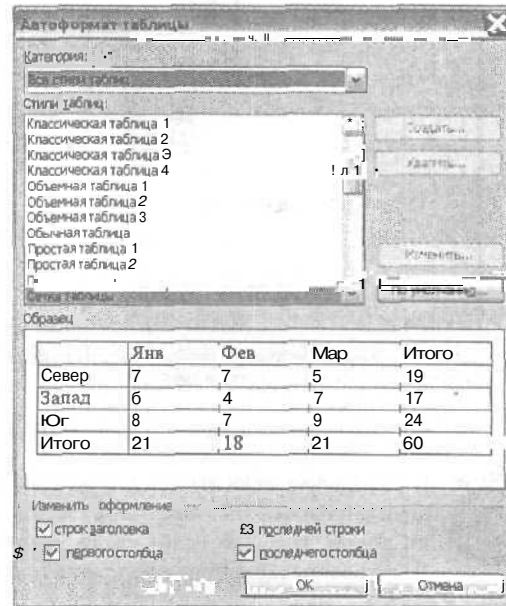 Автоформат таблицы
Категория:
Все стили таблиц
Стили таблиц:
Классическая таблица 1
Классическая таблица 2
Классическая таблица Э
Классическая таблица 4
Объемная таблица 1
Объемная таблица 2
Объемная таблица 3
Обычная таблица
Простая таблица 1
Простая таблица 2
Сетка таблицы
Создать...
Удалить...
Изменить...
По умолчанию...
Образец
Янв Фев Мар Итого
Север 7 7 5 19
Запад б 4 7 17
Юг 8 7 9 24
Итого 21 18 21 60
Изменить оформление
строк заголовка £3 последней строки
$ первого столбца последнего столбца
ОК Отмена